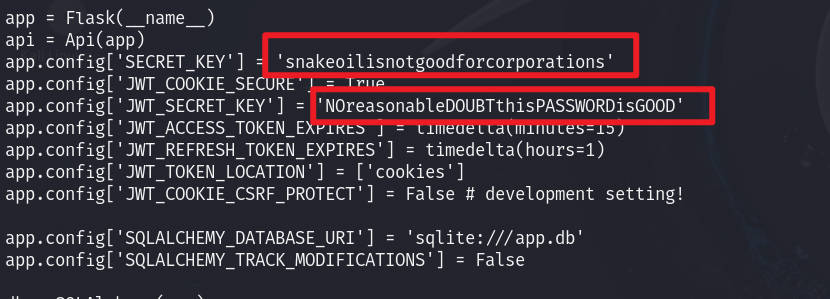 app = Flask(__name__)
api = Api(app)
app.config['SECRET_KEY'] = 'snakeoilisnotgoodforcorporations'
app.config['JWT_COOKIE_SECURE'] = True
app.config['JWT_SECRET_KEY'] = 'NOreasonableDOUBTthisPASSWORDisGOOD'
app.config['JWT_ACCESS_TOKEN_EXPIRES'] = timedelta(minutes=15)
app.config['JWT_REFRESH_TOKEN_EXPIRES'] = timedelta(hours=1)
app.config['JWT_TOKEN_LOCATION'] = ['cookies']
app.config['JWT_COOKIE_CSRF_PROTECT'] = False # development setting!
app.config['SQLALCHEMY_DATABASE_URI'] = 'sqlite:///app.db'
app.config['SQLALCHEMY_TRACK_MODIFICATIONS'] = False